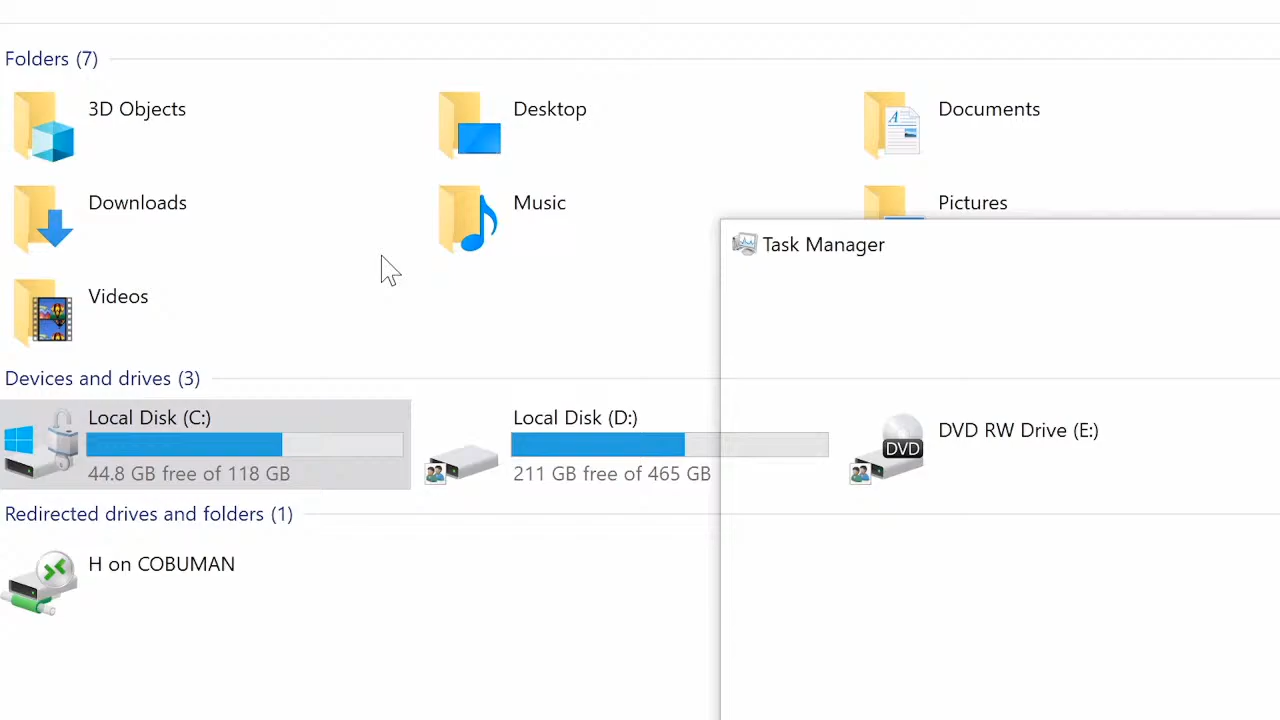 Folders (7)
3D Objects
Desktop
Documents
Downloads
Music
Pictures
Task Manager
Videos
Devices and drives (3)
Local Disk (C:)
44.8 GB free of 118 GB
Local Disk (D:)
211 GB free of 465 GB
DVD RW Drive (E:)
DVD
Redirected drives and folders (1)
H on COBUMAN